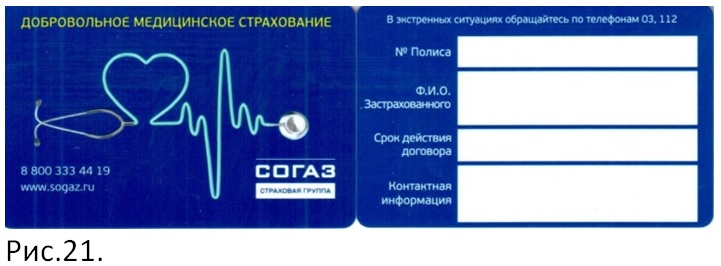 ДОБРОВОЛЬНОЕ МЕДИЦИНСКОЕ СТРАХОВАНИЕ
8 800 333 44 19
www.sogaz.ru
СОГАЗ
СТРАХОВАЯ ГРУППА
В экстренных ситуациях обращайтесь по телефонам 03, 112
№ Полиса
Ф.И.О.
Застрахованного
Срок действия
договора
Контактная
информация
Рис.21.